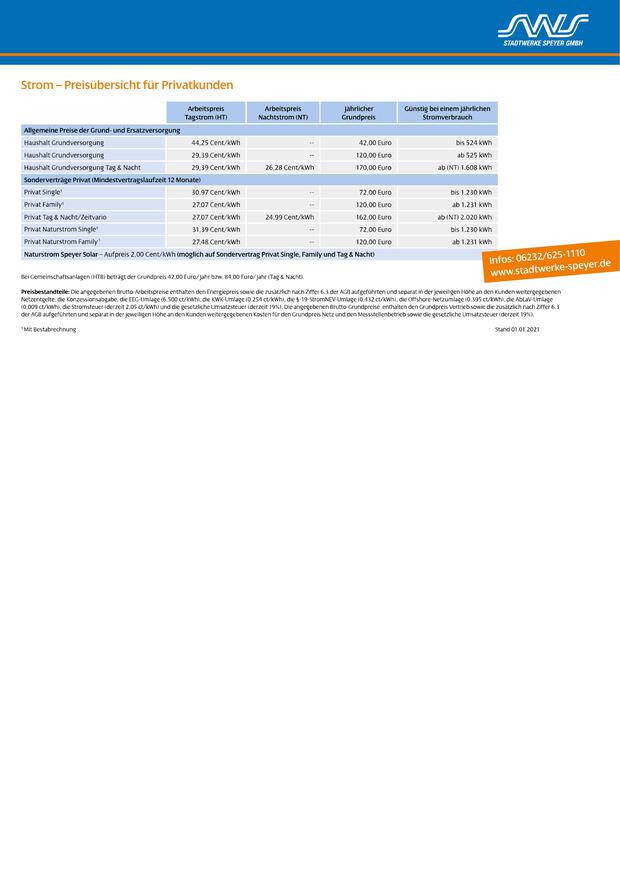 SWS
STADTWERKE SPEYER GMBH
Strom – Preisübersicht für Privatkunden
Arbeitspreis Tagstrom (HT) Arbeitspreis Nachtstrom (NT) Jährlicher Grundpreis Günstig bei einem jährlichen Stromverbrauch
Allgemeine Preise der Grund- und Ersatzversorgung
Haushalt Grundversorgung 44,25 Cent/kWh -- 42,00 Euro bis 524 kWh
Haushalt Grundversorgung 29,39 Cent/kWh -- 120,00 Euro ab 525 kWh
Haushalt Grundversorgung Tag & Nacht 29,39 Cent/kWh 26,28 Cent/kWh 170,00 Euro ab (NT) 1.608 kWh
Sonderverträge Privat (Mindestvertragslaufzeit 12 Monate)
Privat Single¹ 30,97 Cent/kWh -- 72,00 Euro bis 1.230 kWh
Privat Family¹ 27,07 Cent/kWh -- 120,00 Euro ab 1.231 kWh
Privat Tag & Nacht/Zeitvario 27,07 Cent/kWh 24,99 Cent/kWh 162,00 Euro ab (NT) 2.020 kWh
Privat Naturstrom Single¹ 31,39 Cent/kWh -- 72,00 Euro bis 1.230 kWh
Privat Naturstrom Family¹ 27,48 Cent/kWh -- 120,00 Euro ab 1.231 kWh
Naturstrom Speyer Solar – Aufpreis 2,00 Cent/kWh (möglich auf Sondervertrag Privat Single, Family und Tag & Nacht)
Infos: 06232/625-1110
www.stadtwerke-speyer.de
Bei Gemeinschaftsanlagen (HTB) beträgt der Grundpreis 42,00 Euro/ Jahr bzw. 84,00 Euro/ Jahr (Tag & Nacht).
Preisbestandteile: Die angegebenen Brutto-Arbeitspreise enthalten den Energiepreis sowie die zusätzlich nach Ziffer 6.3 der AGB aufgeführten und separat in der jeweiligen Höhe an den Kunden weitergegebenen
Netzentgelte, die Konzessionsabgabe, die EEG-Umlage (6,500 ct/kWh), die KWK-Umlage (0,254 ct/kWh), die § 19-StromNEV-Umlage (0,432 ct/kWh), die Offshore-Netzumlage (0,395 ct/kWh), die AbLaV-Umlage
(0,009 ct/kWh), die Stromsteuer (derzeit 2,05 ct/kWh) und die gesetzliche Umsatzsteuer (derzeit 19%). Die angegebenen Brutto-Grundpreise enthalten den Grundpreis Vertrieb sowie die zusätzlich nach Ziffer 6.3
der AGB aufgeführten und separat in der jeweiligen Höhe an den Kunden weitergegebenen Kosten für den Grundpreis Netz und den Messstellenbetrieb sowie die gesetzliche Umsatzsteuer (derzeit 19%).
¹ Mit Bestabrechnung Stand 01.01.2021